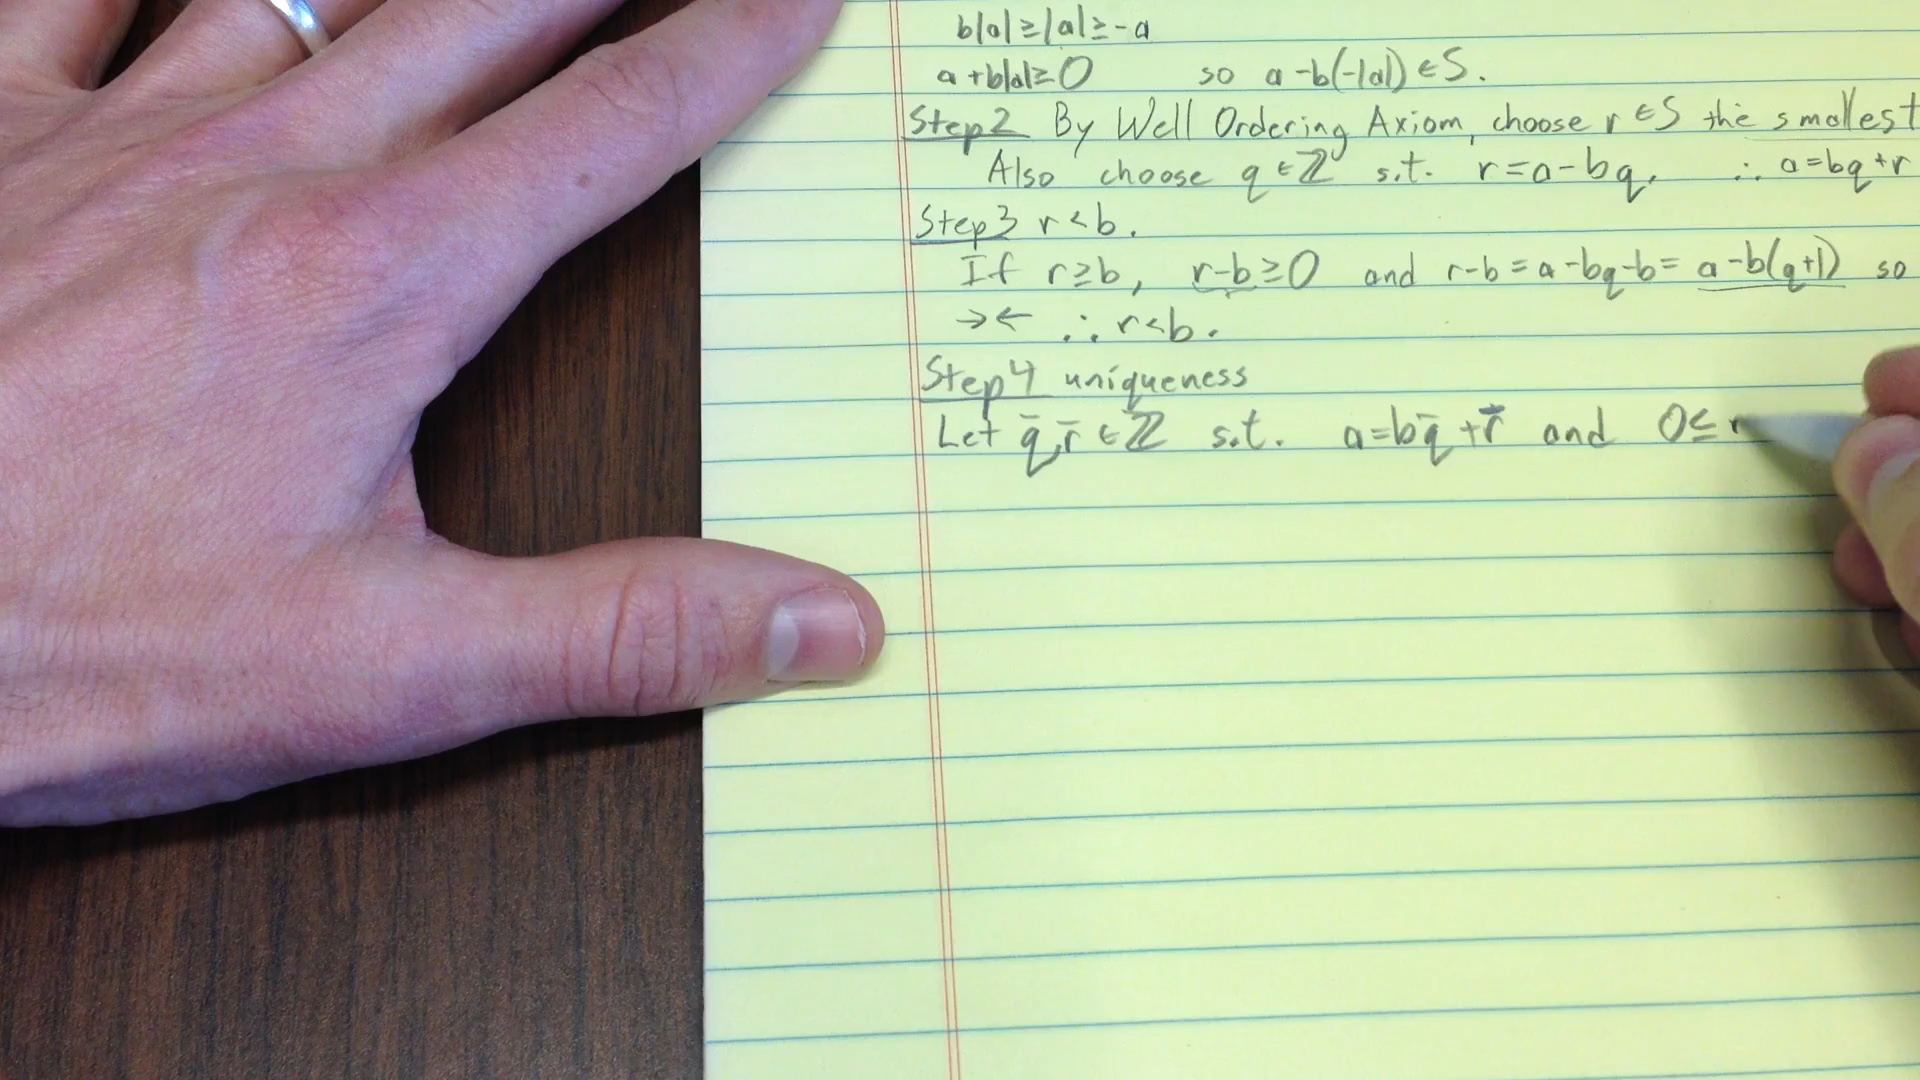 b|a| ≥ |a| ≥ -a
a + b|a| ≥ 0 so a - b(-|a|) ∈ S.
Step 2 By Well Ordering Axiom, choose r ∈ S the smallest
Also choose q ∈ ℤ s.t. r = a - bq. ∴ a = bq + r
Step 3 r < b.
If r ≥ b, r-b ≥ 0 and r-b = a-bq-b = a-b(q+1) so
→← ∴ r < b.
Step 4 uniqueness
Let q̄, r̄ ∈ ℤ s.t. a = bq̄ + r̄ and 0 ≤ r